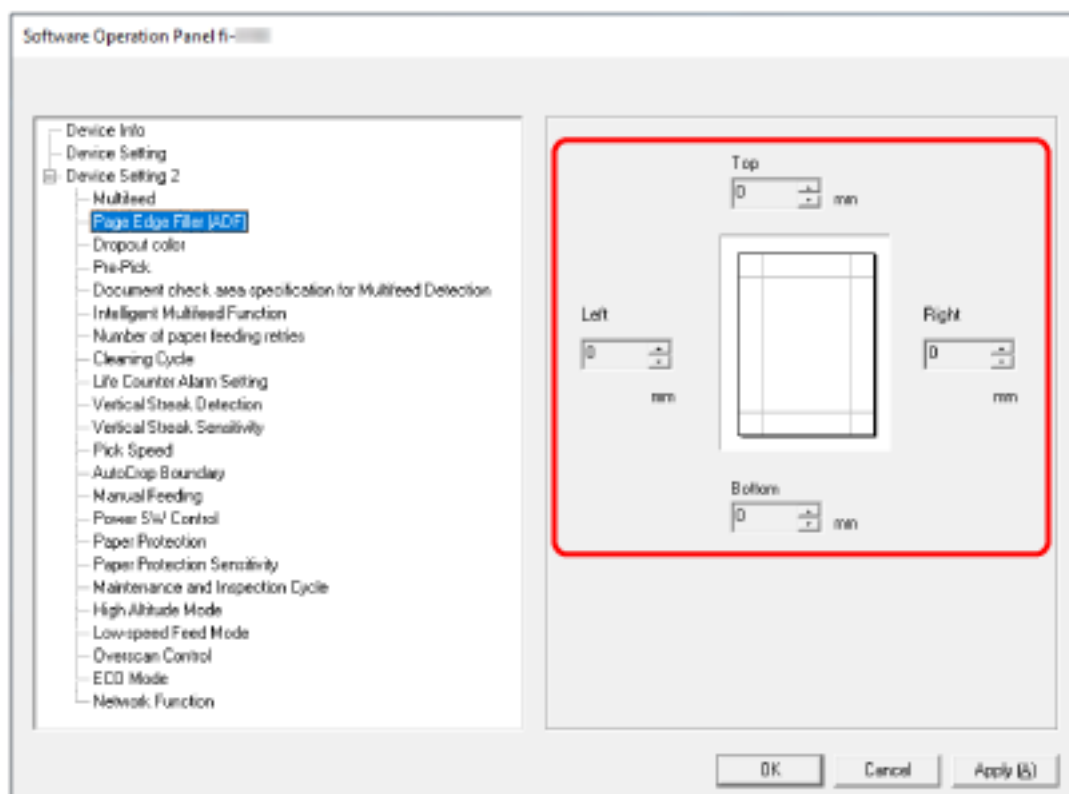 Software Operation Panel fi-
Device Info
Device Setting
Device Setting 2
Multifeed
Page Edge Filler (ADF)
Dropout color
Pre-Pick
Document check area specification for Multifeed Detection
Intelligent Multifeed Function
Number of paper feeding retries
Cleaning Cycle
Life Counter Alarm Setting
Vertical Streak Detection
Vertical Streak Sensitivity
Pick Speed
AutoCrop Boundary
Manual Feeding
Power SW Control
Paper Protection
Paper Protection Sensitivity
Maintenance and Inspection Cycle
High Altitude Mode
Low-speed Feed Mode
Overscan Control
ECO Mode
Network Function
Top
0 mm
Left
0
mm
Right
0
mm
Bottom
0 mm
OK Cancel Apply (A)